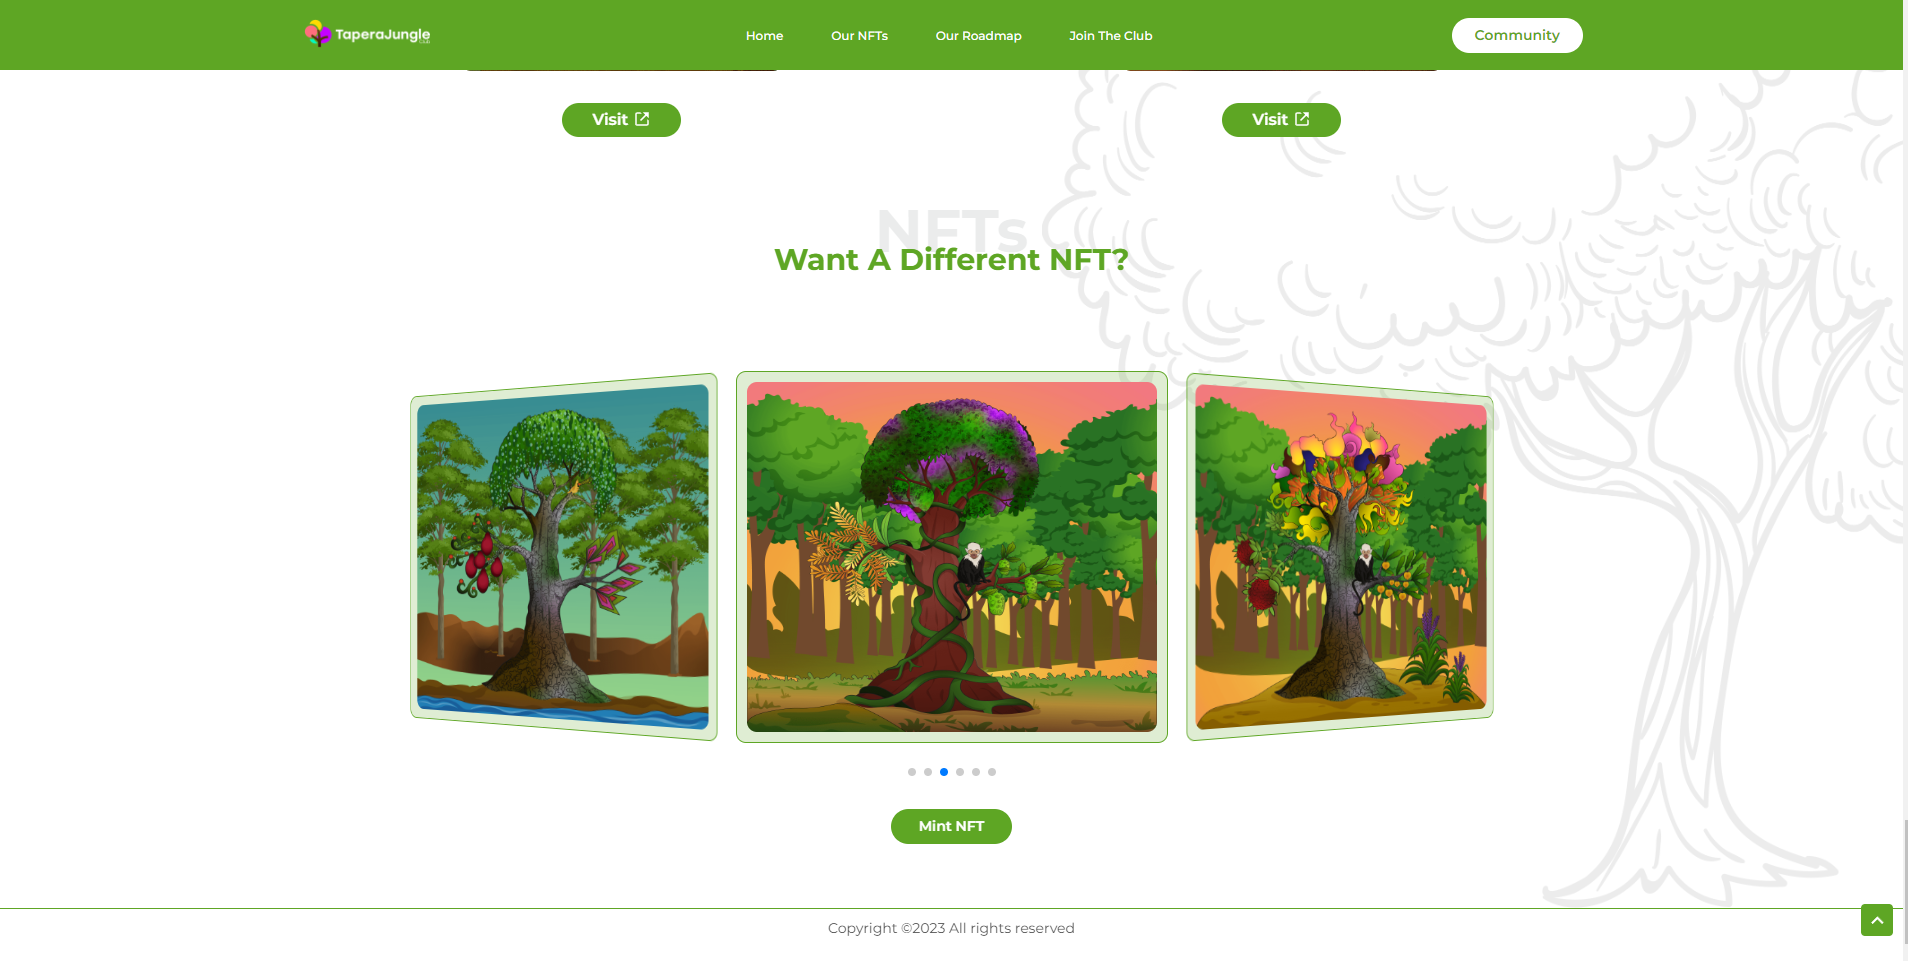 TaperaJungle
Club
Home
Our NFTs
Our Roadmap
Join The Club
Community
Visit
Visit
NFTs
Want A Different NFT?
Mint NFT
Copyright ©2023 All rights reserved